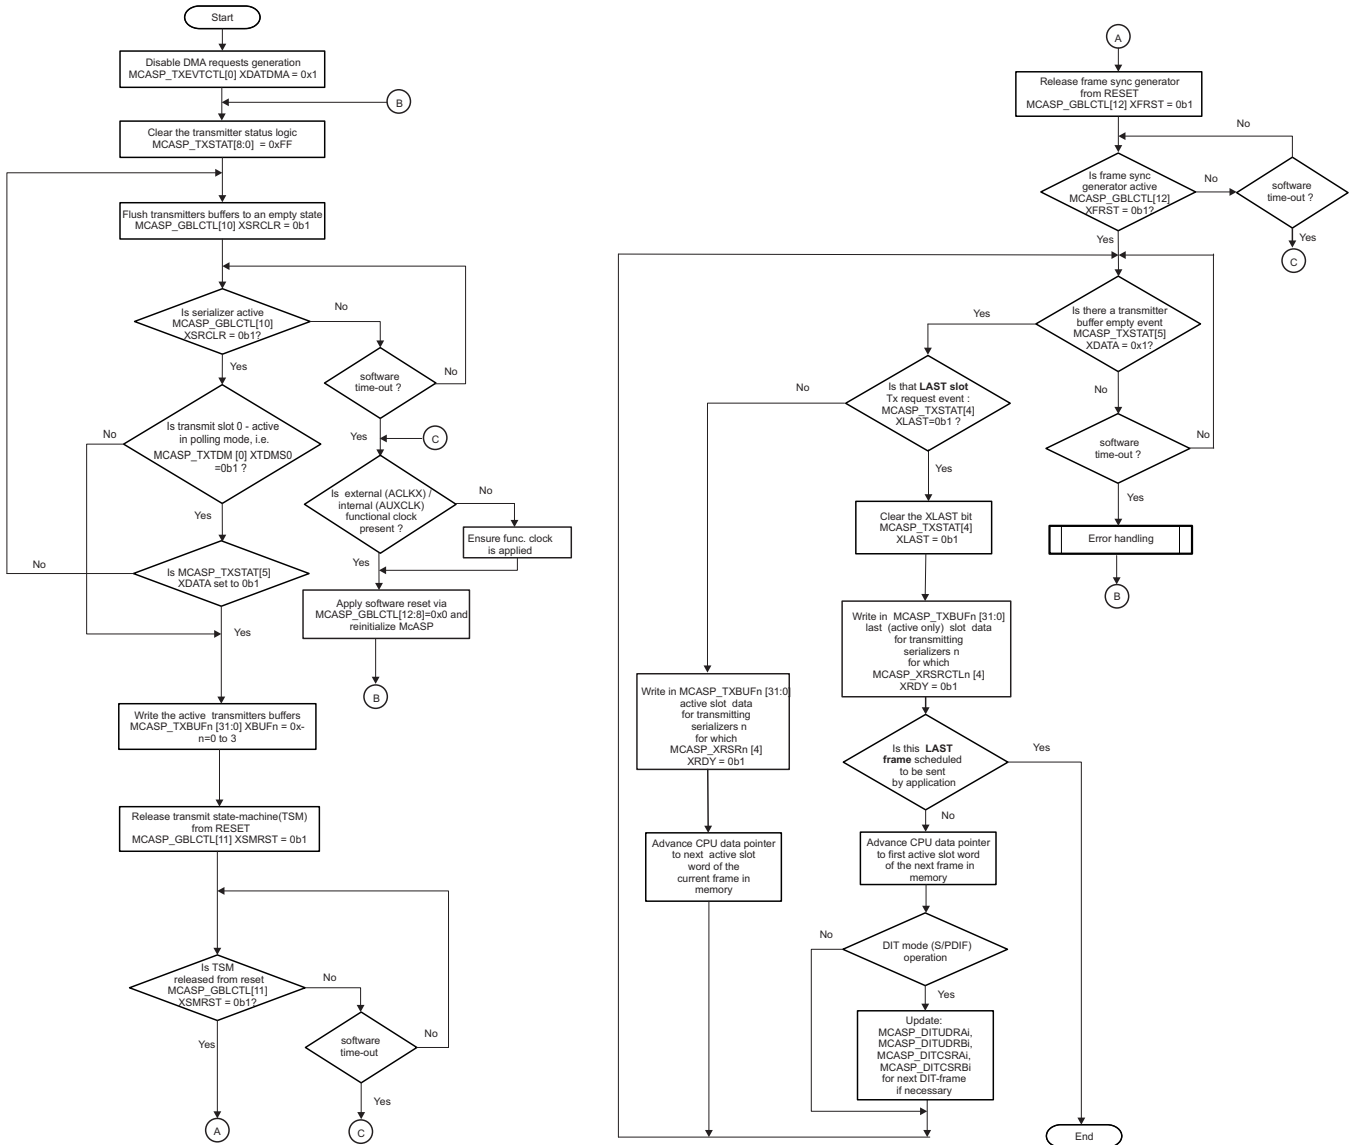 Start
Disable DMA requests generation
MCASP_TXEVTCTL[0] XDATDMA = 0x1
B
Clear the transmitter status logic
MCASP_TXSTAT[8:0] = 0xFF
Flush transmitters buffers to an empty state
MCASP_GBLCTL[10] XSRCLR = 0b1
Is serializer active
MCASP_GBLCTL[10]
XSRCLR = 0b1?
No
Yes
software
time-out ?
No
Yes
C
Is transmit slot 0 - active
in polling mode, i.e.
MCASP_TXTDM [0] XTDMS0
=0b1 ?
No
Yes
Is external (ACLKX) /
internal (AUXCLK)
functional clock
present ?
No
Ensure func. clock
is applied
Yes
Is MCASP_TXSTAT[5]
XDATA set to 0b1
No
Yes
Apply software reset via
MCASP_GBLCTL[12:8]=0x0 and
reinitialize McASP
B
Write the active transmitters buffers
MCASP_TXBUFn [31:0] XBUFn = 0x-
n=0 to 3
Release transmit state-machine(TSM)
from RESET
MCASP_GBLCTL[11] XSMRST = 0b1
Is TSM
released from reset
MCASP_GBLCTL[11]
XSMRST = 0b1?
No
Yes
software
time-out
No
Yes
A
C
A
Release frame sync generator
from RESET
MCASP_GBLCTL[12] XFRST = 0b1
No
Is frame sync
generator active
MCASP_GBLCTL[12]
XFRST = 0b1?
No
software
time-out ?
Yes
Yes
C
Is there a transmitter
buffer empty event
MCASP_TXSTAT[5]
XDATA = 0x1?
Yes
No
software
time-out ?
No
Yes
Error handling
B
Is that LAST slot
Tx request event :
MCASP_TXSTAT[4]
XLAST=0b1 ?
No
Yes
Clear the XLAST bit
MCASP_TXSTAT[4]
XLAST = 0b1
Write in MCASP_TXBUFn [31:0]
last (active only) slot data
for transmitting
serializers n
for which
MCASP_XRSRCTLn [4]
XRDY = 0b1
Write in MCASP_TXBUFn [31:0]
active slot data
for transmitting
serializers n
for which
MCASP_XRSRn [4]
XRDY = 0b1
Is this LAST
frame scheduled
to be sent
by application
Yes
No
Advance CPU data pointer
to next active slot
word of the
current frame in
memory
Advance CPU data pointer
to first active slot word
of the next frame in
memory
DIT mode (S/PDIF)
operation
No
Yes
Update:
MCASP_DITUDRAi,
MCASP_DITUDRBi,
MCASP_DITCSRAi,
MCASP_DITCSRBi
for next DIT-frame
if necessary
End